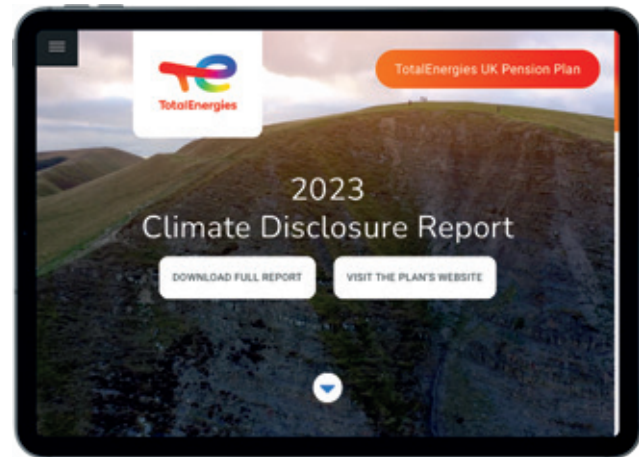 TotalEnergies
TotalEnergies UK Pension Plan
2023
Climate Disclosure Report
DOWNLOAD FULL REPORT
VISIT THE PLAN'S WEBSITE